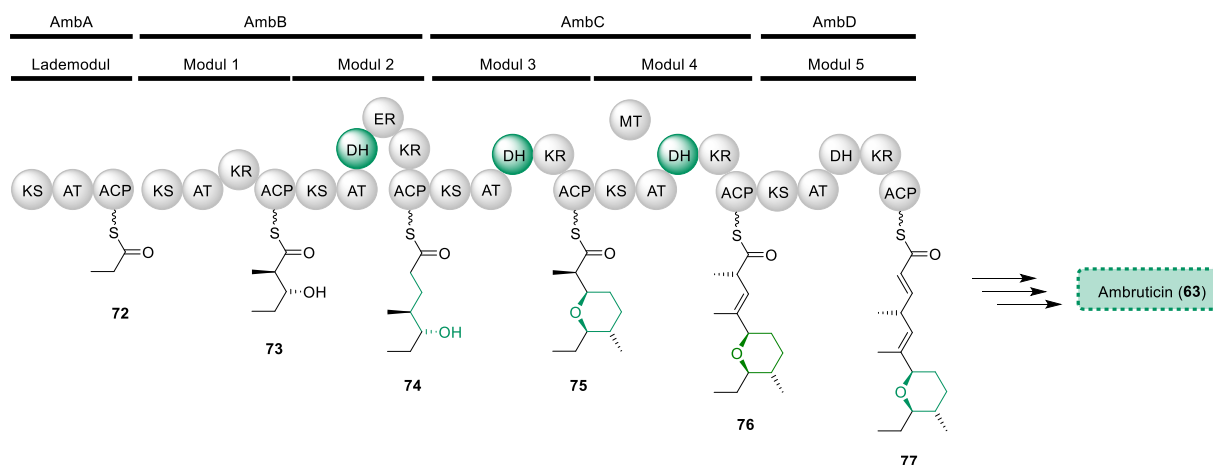 AmbA AmbB AmbC AmbD
Lademodul Modul 1 Modul 2 Modul 3 Modul 4 Modul 5
ER MT
DH KR DH KR DH KR DH KR
KR
KS AT ACP KS AT ACP KS AT ACP KS AT ACP KS AT ACP KS AT ACP
S S S S S S
O O O O O O
OH
72
73
OH
74
O
75
O
76
O
77
Ambruticin (63)